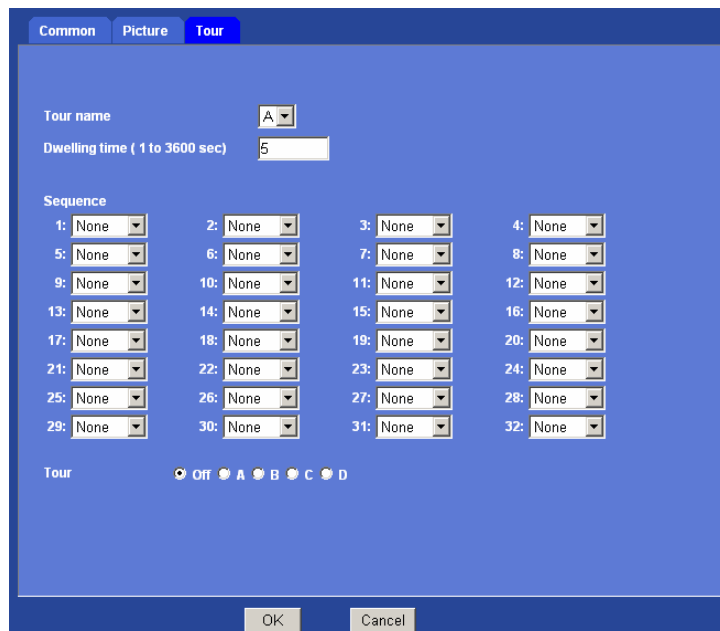 Common Picture Tour
Tour name A
Dwelling time ( 1 to 3600 sec) 5
Sequence
1: None 2: None 3: None 4: None
5: None 6: None 7: None 8: None
9: None 10: None 11: None 12: None
13: None 14: None 15: None 16: None
17: None 18: None 19: None 20: None
21: None 22: None 23: None 24: None
25: None 26: None 27: None 28: None
29: None 30: None 31: None 32: None
Tour Off A B C D
OK Cancel